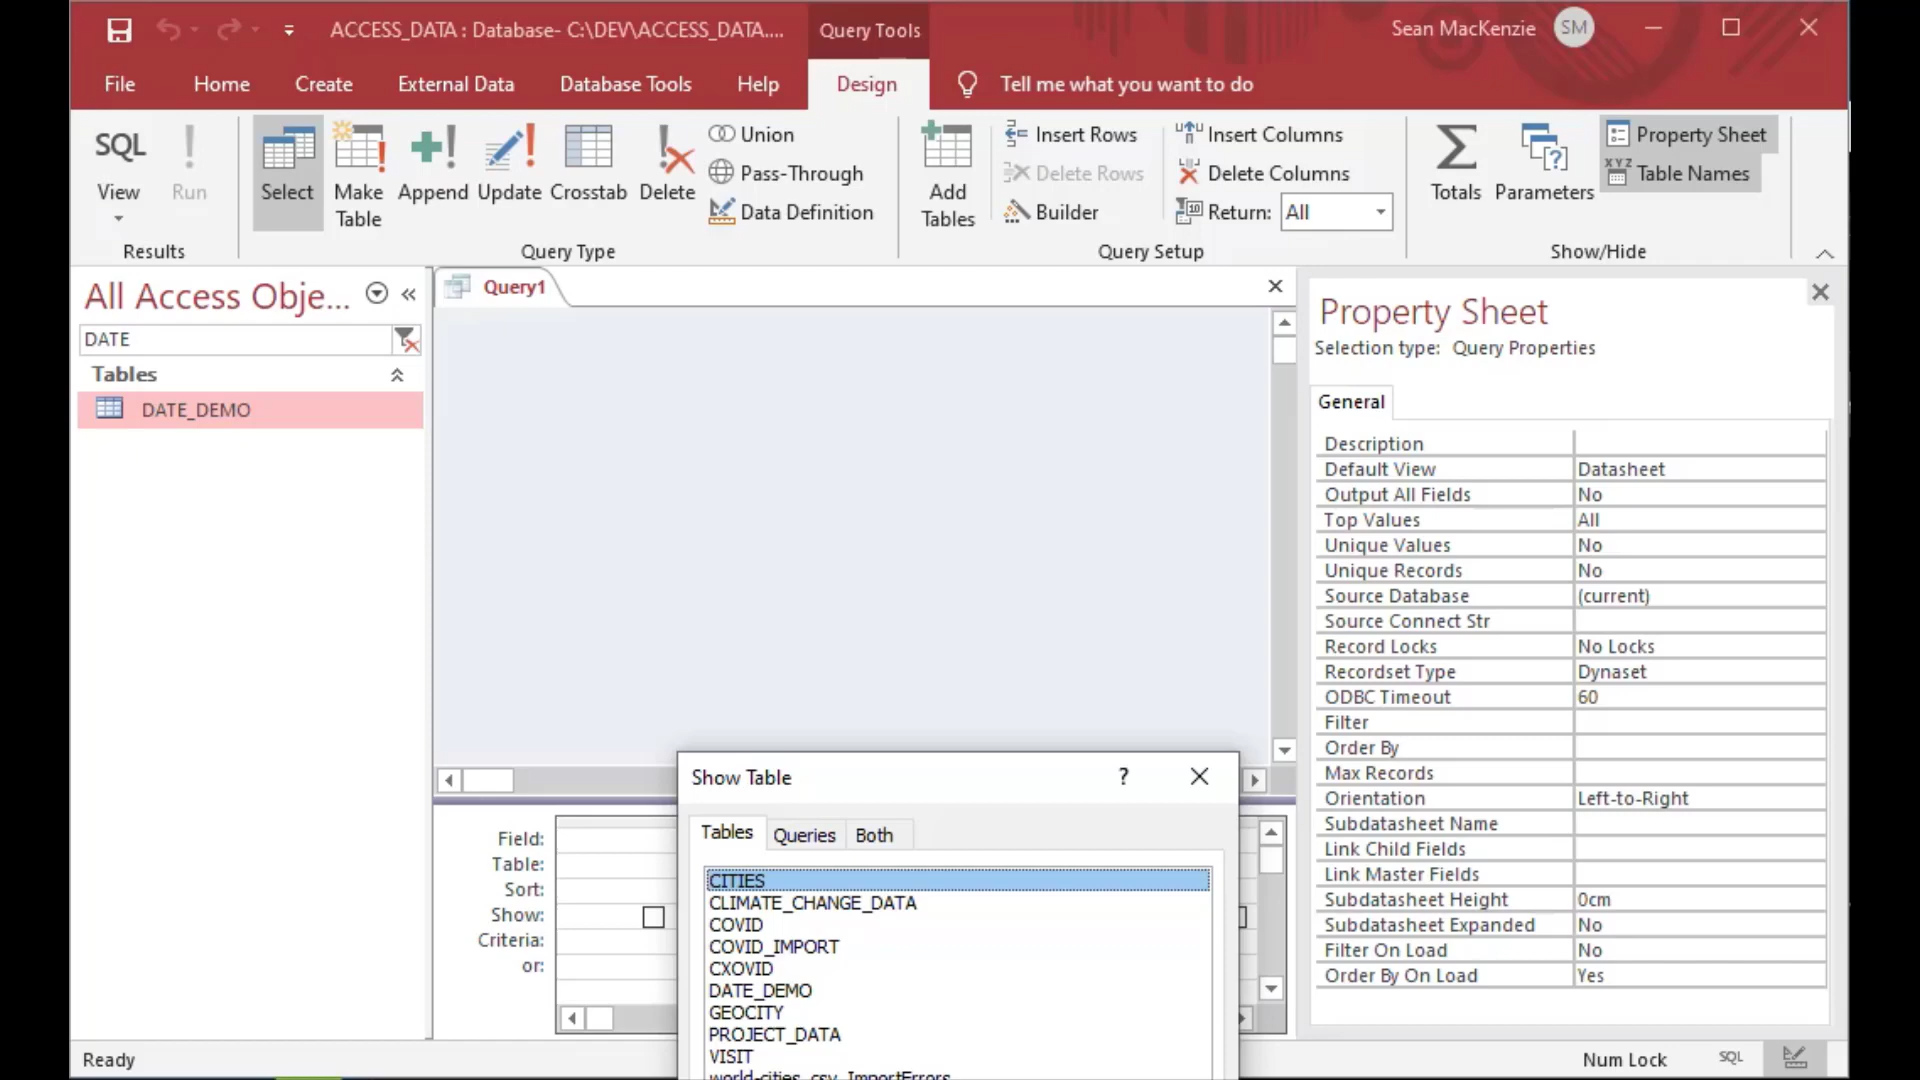 ACCESS_DATA : Database- C:\DEV\ACCESS_DATA....
Query Tools
Sean MacKenzie
SM
File
Home
Create
External Data
Database Tools
Help
Design
Tell me what you want to do
SQL
View
Run
Results
Select
Make
Table
Append
Update
Crosstab
Delete
Union
Pass-Through
Data Definition
Query Type
Add
Tables
Insert Rows
Delete Rows
Builder
Insert Columns
Delete Columns
10
Return:
All
Query Setup
Totals
Parameters
Property Sheet
XYZ
Table Names
Show/Hide
All Access Obje...
DATE
Tables
DATE_DEMO
Query1
Field:
Table:
Sort:
Show:
Criteria:
or:
Show Table
?
Tables
Queries
Both
CITIES
CLIMATE_CHANGE_DATA
COVID
COVID_IMPORT
CXOVID
DATE_DEMO
GEOCITY
PROJECT_DATA
VISIT
world-cities_csv_ImportErrors
Property Sheet
Selection type: Query Properties
General
Description
Default View Datasheet
Output All Fields No
Top Values All
Unique Values No
Unique Records No
Source Database (current)
Source Connect Str
Record Locks No Locks
Recordset Type Dynaset
ODBC Timeout 60
Filter
Order By
Max Records
Orientation Left-to-Right
Subdatasheet Name
Link Child Fields
Link Master Fields
Subdatasheet Height 0cm
Subdatasheet Expanded No
Filter On Load No
Order By On Load Yes
Ready
Num Lock
SQL